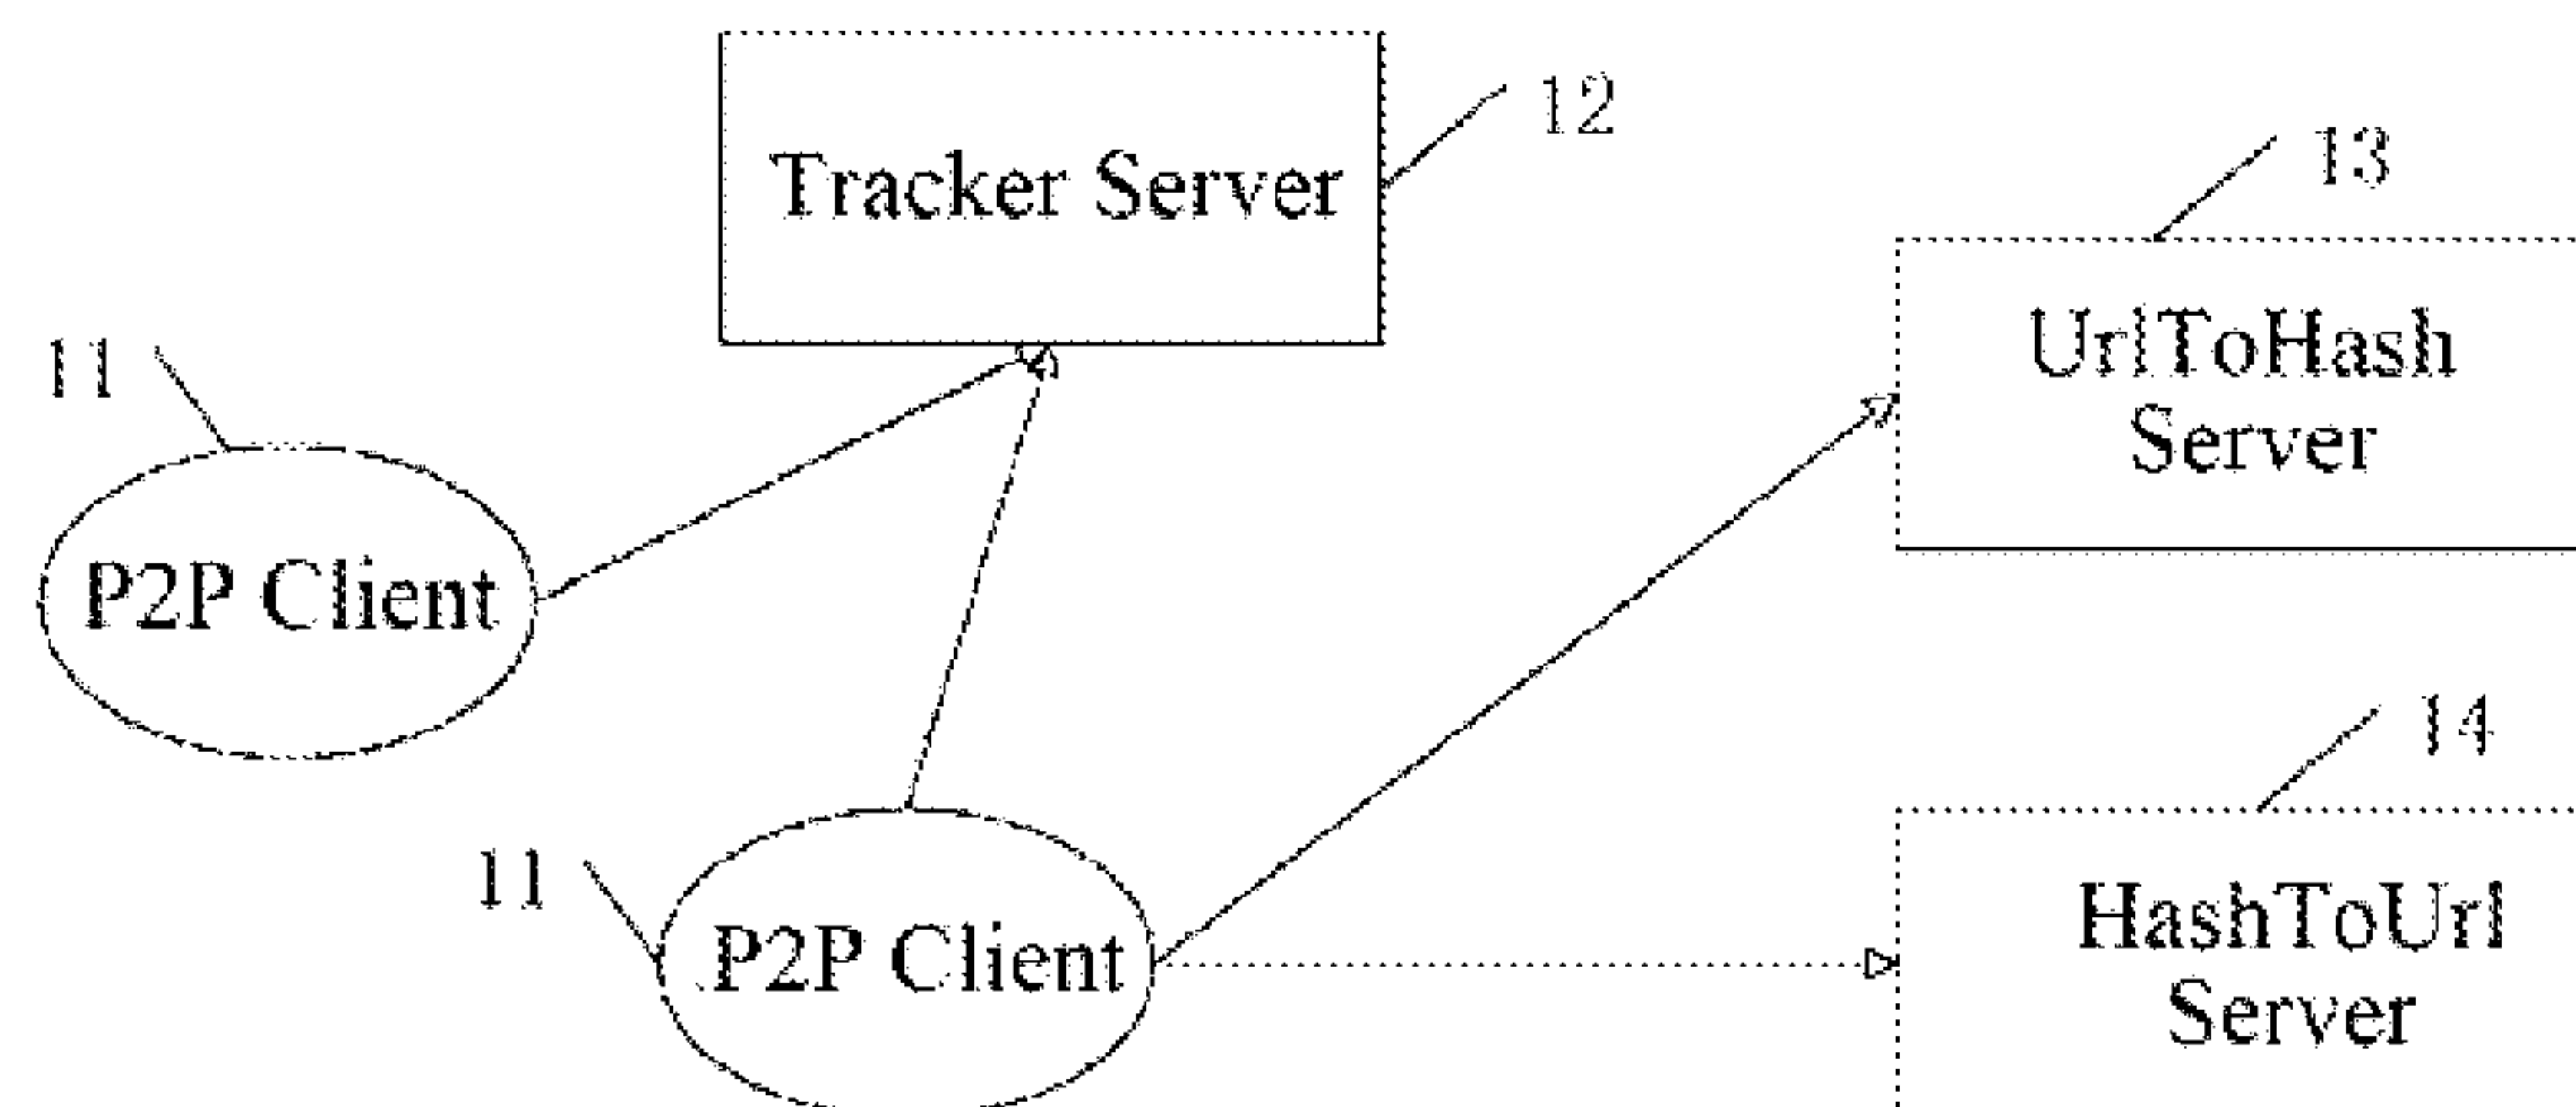 12
Tracker Server
13
UrlToHash
Server
11
P2P Client
14
11
P2P Client
HashToUrl
Server